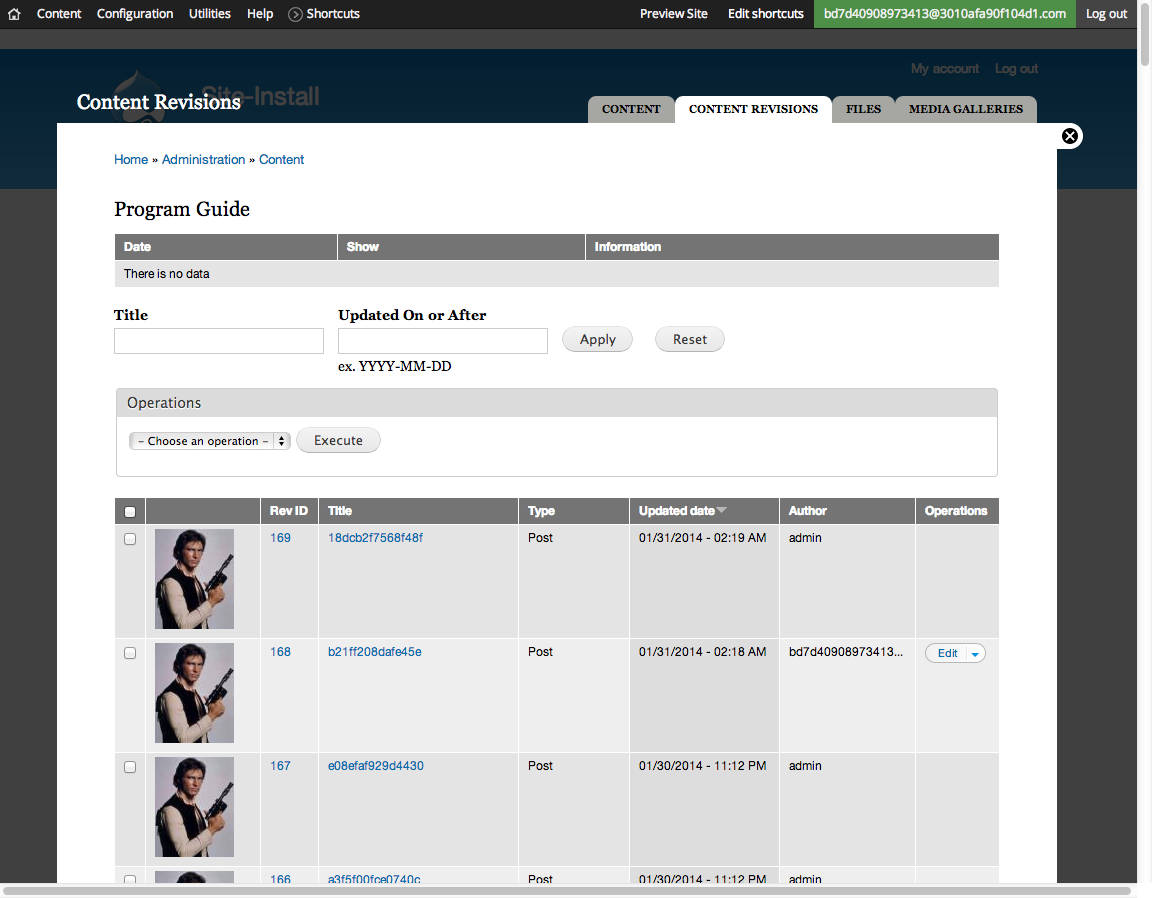 Content Configuration Utilities Help Shortcuts Preview Site Edit shortcuts bd7d40908973413@3010afa90f104d1.com Log out
My account Log out
Site-Install
Content Revisions
CONTENT CONTENT REVISIONS FILES MEDIA GALLERIES
Home » Administration » Content
Program Guide
Date Show Information
There is no data
Title Updated On or After
Apply Reset
ex. YYYY-MM-DD
Operations
- Choose an operation - Execute
Rev ID Title Type Updated date Author Operations
169 18dcb2f7568f48f Post 01/31/2014 - 02:19 AM admin
168 b21ff208dafe45e Post 01/31/2014 - 02:18 AM bd7d40908973413... Edit
167 e08efaf929d4430 Post 01/30/2014 - 11:12 PM admin
166 a3f5f00fce0740c Post 01/30/2014 - 11:12 PM admin